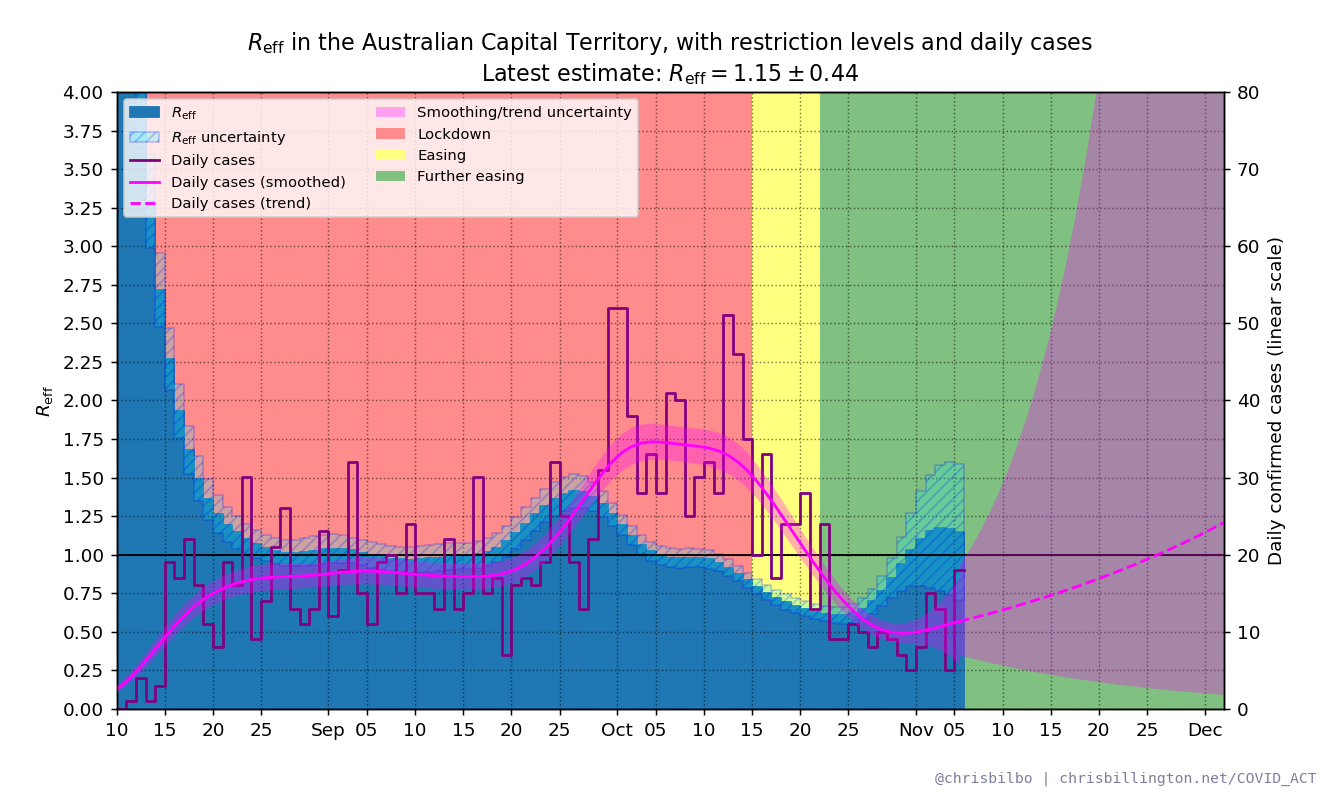 Reff in the Australian Capital Territory, with restriction levels and daily cases
Latest estimate: Reff = 1.15 ± 0.44
Reff
Reff uncertainty
Daily cases
Daily cases (smoothed)
Daily cases (trend)
Smoothing/trend uncertainty
Lockdown
Easing
Further easing
4.00
3.75
3.50
3.25
3.00
2.75
2.50
2.25
2.00
1.75
1.50
1.25
1.00
0.75
0.50
0.25
0.00
Reff
80
70
60
50
40
30
20
10
0
Daily confirmed cases (linear scale)
10 15 20 25 Sep 05 10 15 20 25 Oct 05 10 15 20 25 Nov 05 10 15 20 25 Dec
@chrisbilbo | chrisbillington.net/COVID_ACT